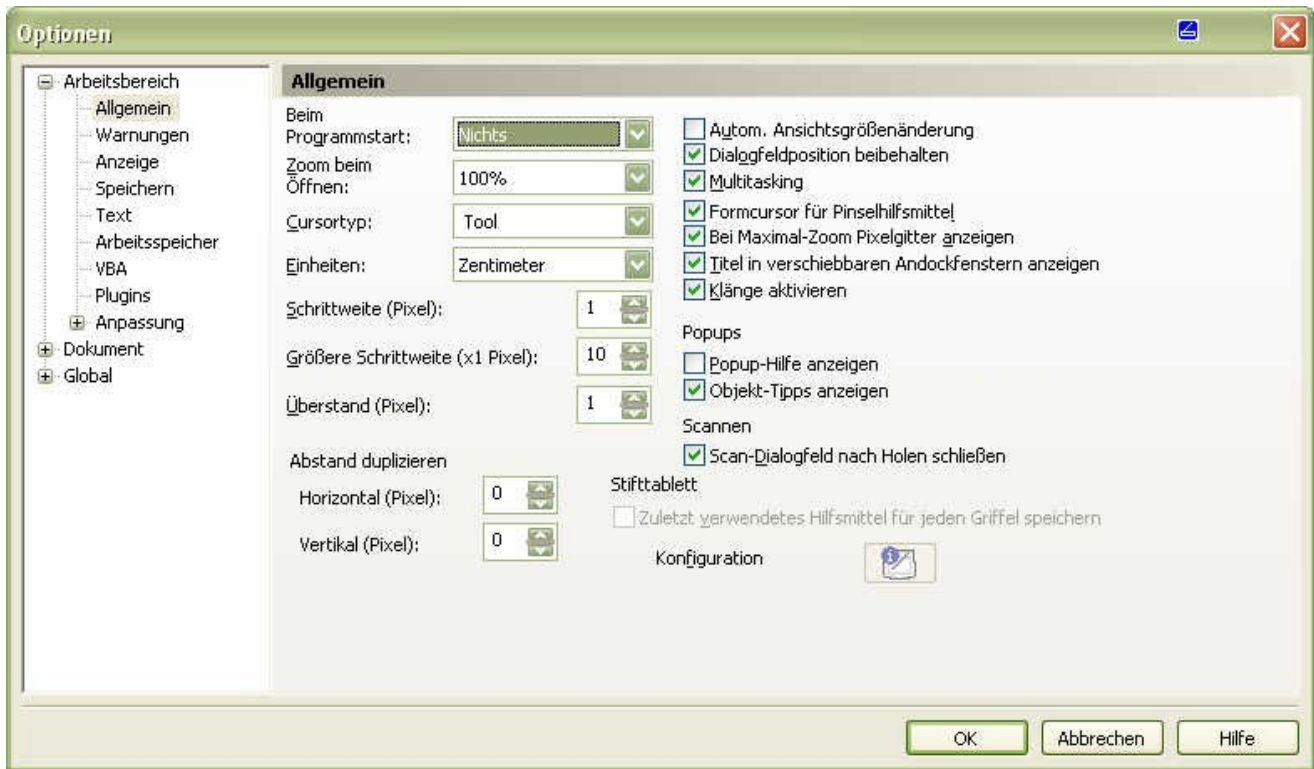 Optionen
Arbeitsbereich
Allgemein
Warnungen
Anzeige
Speichern
Text
Arbeitsspeicher
VBA
Plugins
Anpassung
Dokument
Global
Allgemein
Beim
Programmstart:
Nichts
Zoom beim
Öffnen:
100%
Cursortyp:
Tool
Einheiten:
Zentimeter
Schrittweite (Pixel):
1
Größere Schrittweite (x1 Pixel):
10
Überstand (Pixel):
1
Abstand duplizieren
Horizontal (Pixel):
0
Vertikal (Pixel):
0
Autom. Ansichtsgrößenänderung
Dialogfeldposition beibehalten
Multitasking
Formcursor für Pinselhilfsmittel
Bei Maximal-Zoom Pixelgitter anzeigen
Titel in verschiebbaren Andockfenstern anzeigen
Klänge aktivieren
Popups
Popup-Hilfe anzeigen
Objekt-Tipps anzeigen
Scannen
Scan-Dialogfeld nach Holen schließen
Stifttablett
Zuletzt verwendetes Hilfsmittel für jeden Griffel speichern
Konfiguration
OK
Abbrechen
Hilfe